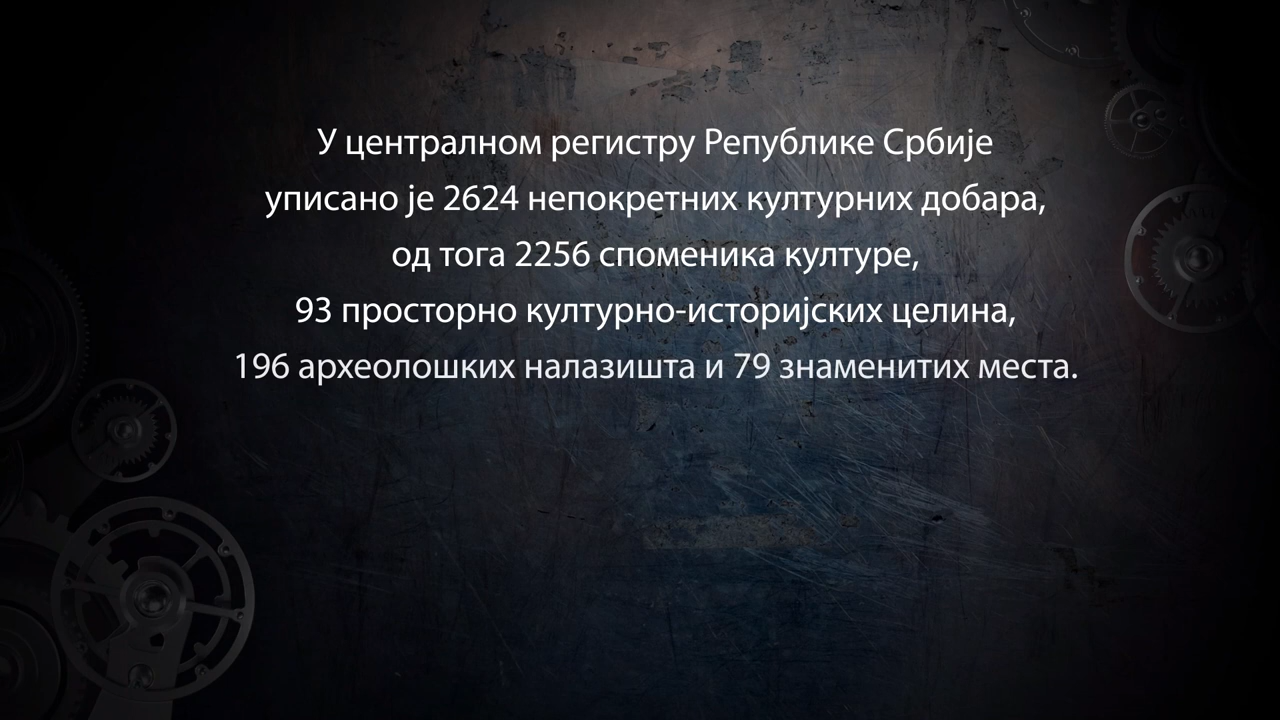 У централном регистру Републике Србије
уписано је 2624 непокретних културних добара,
од тога 2256 споменика културе,
93 просторно културно-историјских целина,
196 археолошких налазишта и 79 знаменитих места.